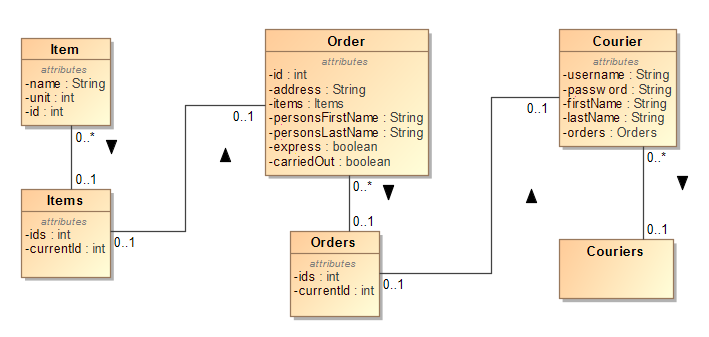 Item
attributes
-name : String
-unit : int
-id : int
0..*
0..1
Items
attributes
-ids : int
-currentId : int
0..1
Order
attributes
-id : int
-address : String
-items : Items
-personsFirstName : String
-personsLastName : String
-express : boolean
-carriedOut : boolean
0..1
0..*
0..1
Orders
attributes
-ids : int
-currentId : int
0..1
Courier
attributes
-username : String
-password : String
-firstName : String
-lastName : String
-orders : Orders
0..1
0..*
0..1
Couriers